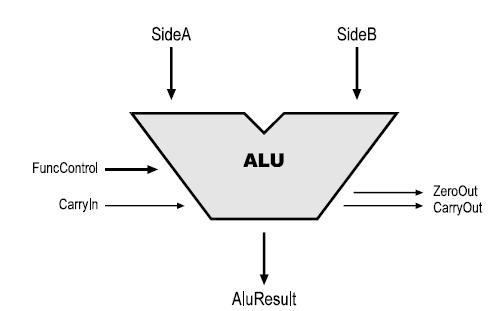 SideA
SideB
ALU
FuncControl
CarryIn
ZeroOut
CarryOut
AluResult